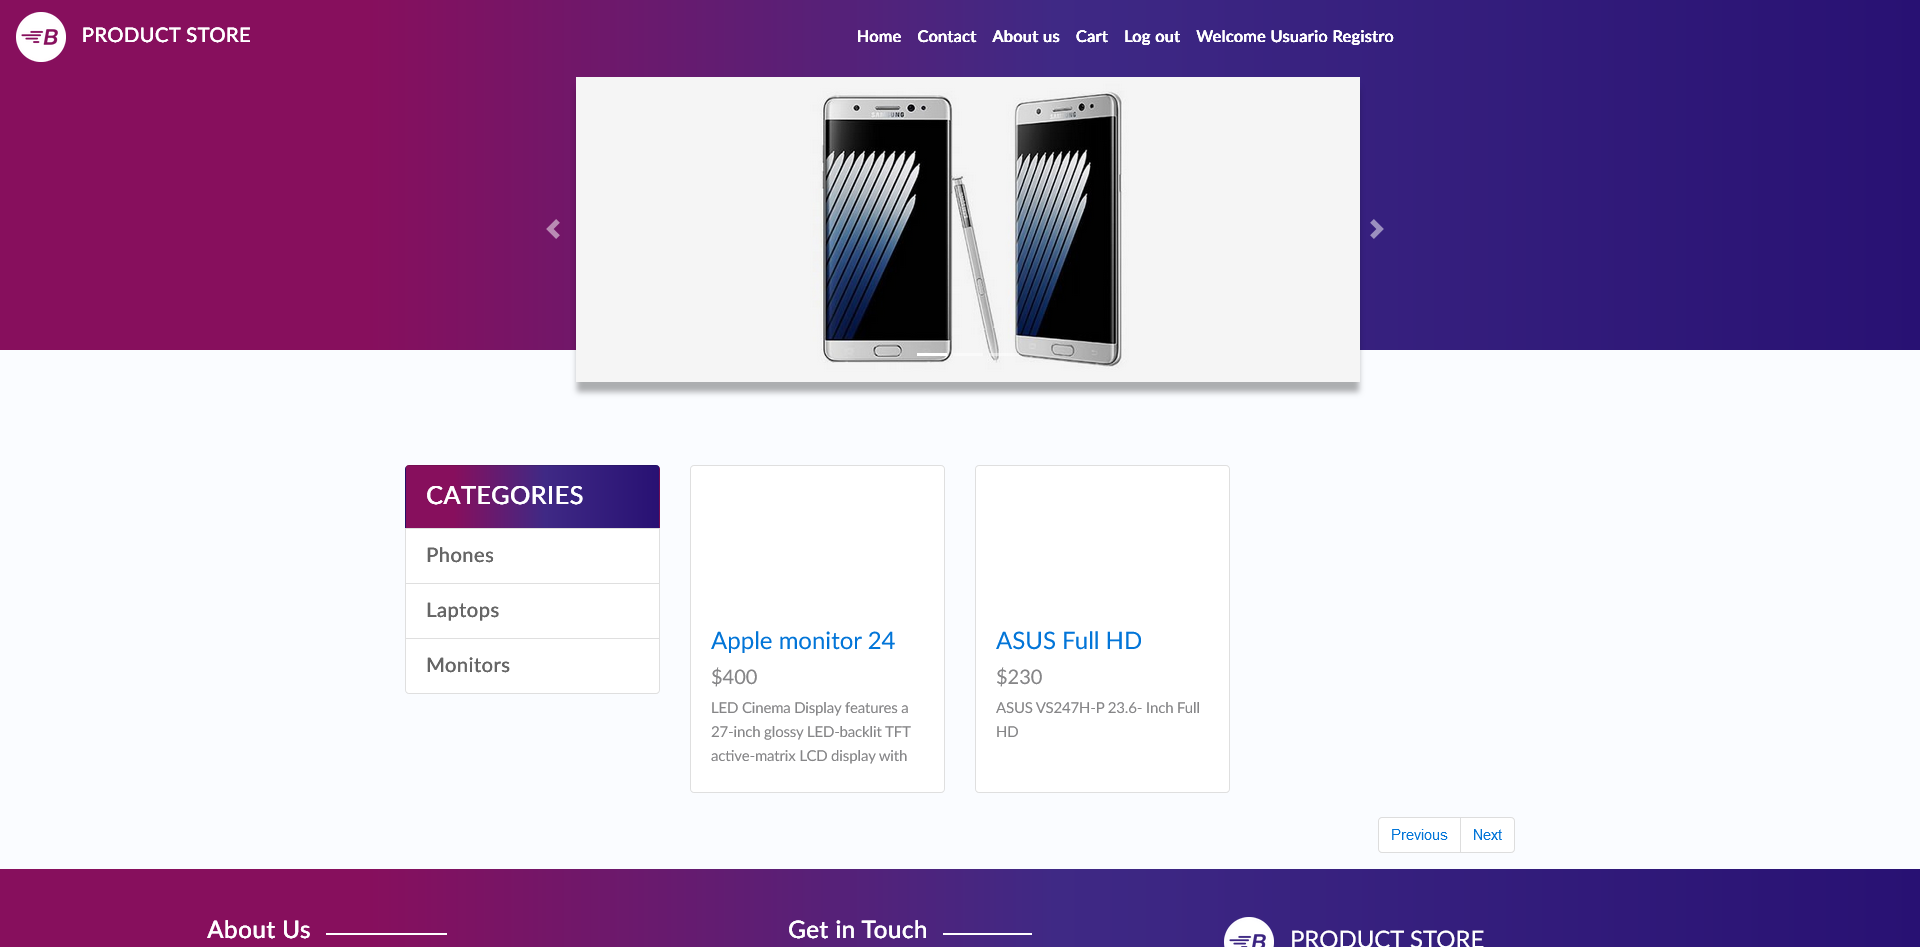 B PRODUCT STORE
Home Contact About us Cart Log out Welcome Usuario Registro
SAMSUNG SAMSUNG
CATEGORIES
Phones
Laptops
Monitors
Apple monitor 24
$400
LED Cinema Display features a
27-inch glossy LED-backlit TFT
active-matrix LCD display with
ASUS Full HD
$230
ASUS VS247H-P 23.6- Inch Full
HD
Previous Next
About Us
Get in Touch
B PRODUCT STORE